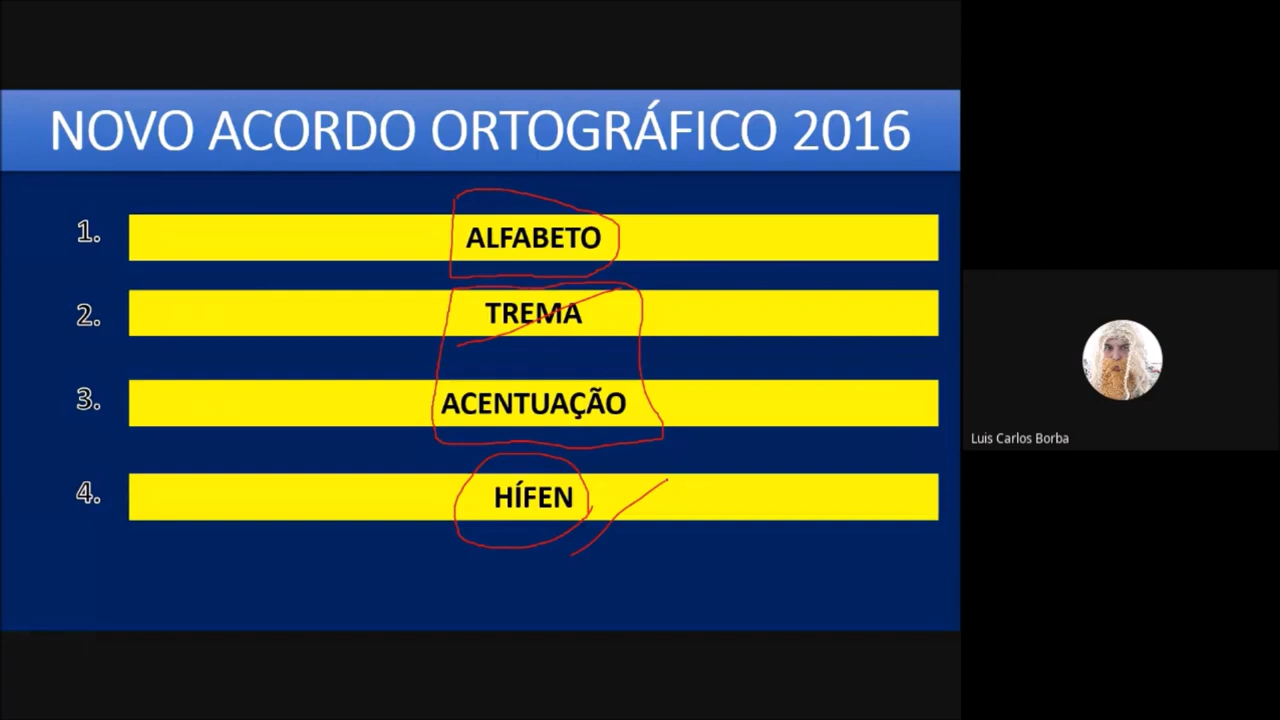 NOVO ACORDO ORTOGRÁFICO 2016
1. ALFABETO
2. TREMA
3. ACENTUAÇÃO
4. HÍFEN
Luis Carlos Borba